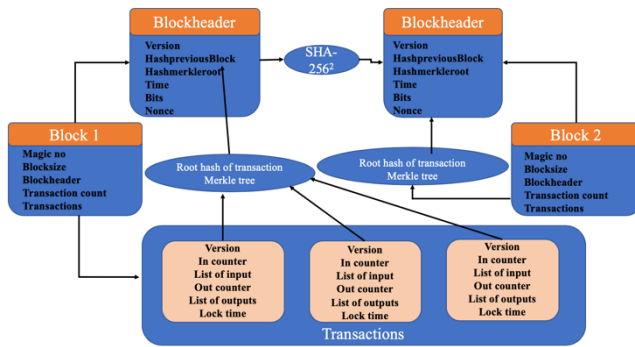 Blockheader
Version
HashpreviousBlock
Hashmerkleroot
Time
Bits
Nonce
SHA-
256²
Blockheader
Version
HashpreviousBlock
Hashmerkleroot
Time
Bits
Nonce
Block 1
Magic no
Blocksize
Blockheader
Transaction count
Transactions
Root hash of transaction
Merkle tree
Root hash of transaction
Merkle tree
Block 2
Magic no
Blocksize
Blockheader
Transaction count
Transactions
Version
In counter
List of input
Out counter
List of outputs
Lock time
Version
In counter
List of input
Out counter
List of outputs
Lock time
Version
In counter
List of input
Out counter
List of outputs
Lock time
Transactions